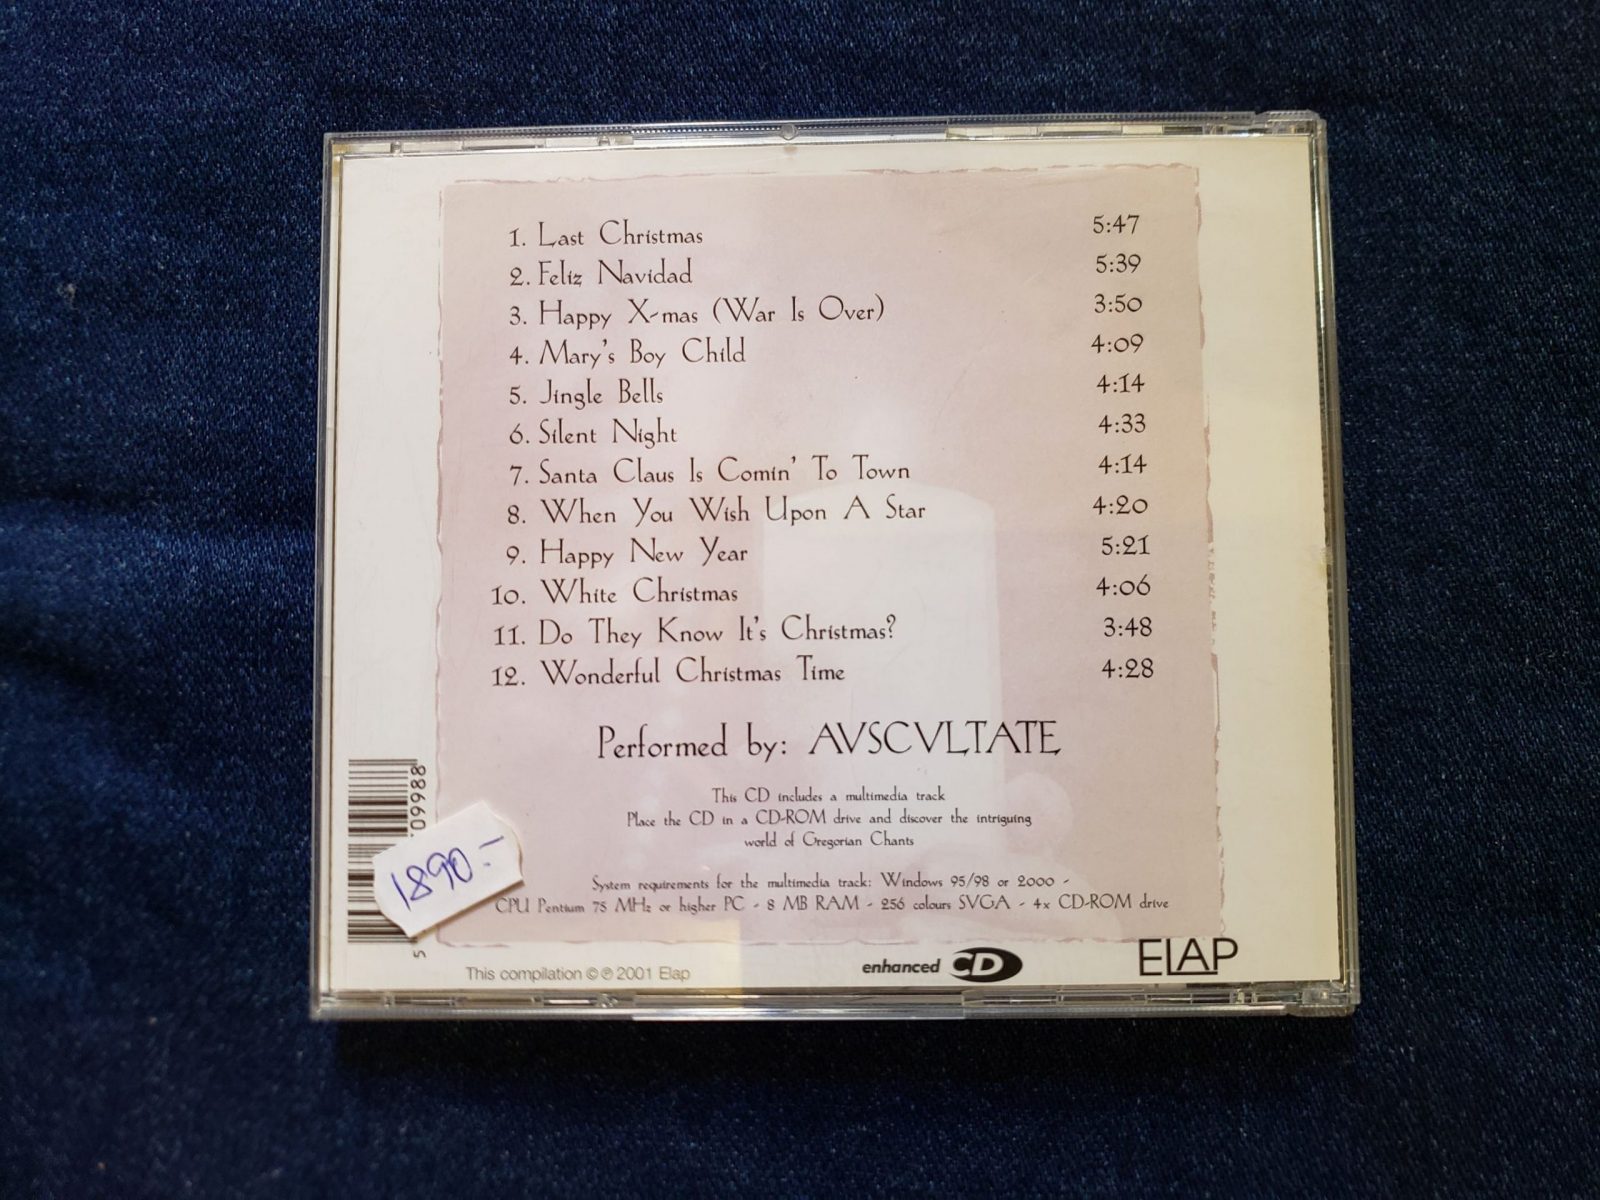 1. Last Christmas 5:47
2. Feliz Navidad 5:39
3. Happy X-mas (War Is Over) 3:50
4. Mary's Boy Child 4:09
5. Jingle Bells 4:14
6. Silent Night 4:33
7. Santa Claus Is Comin' To Town 4:14
8. When You Wish Upon A Star 4:20
9. Happy New Year 5:21
10. White Christmas 4:06
11. Do They Know It's Christmas? 3:48
12. Wonderful Christmas Time 4:28
Performed by: AVSCVLTATE
This CD includes a multimedia track
Place the CD in a CD-ROM drive and discover the intriguing
world of Gregorian Chants
System requirements for the multimedia track: Windows 95/98 or 2000 -
CPU Pentium 75 MHz or higher PC - 8 MB RAM - 256 colours SVGA - 4x CD-ROM drive
1890.-
5
09988
This compilation © ℗ 2001 Elap
enhanced CD
ELAP